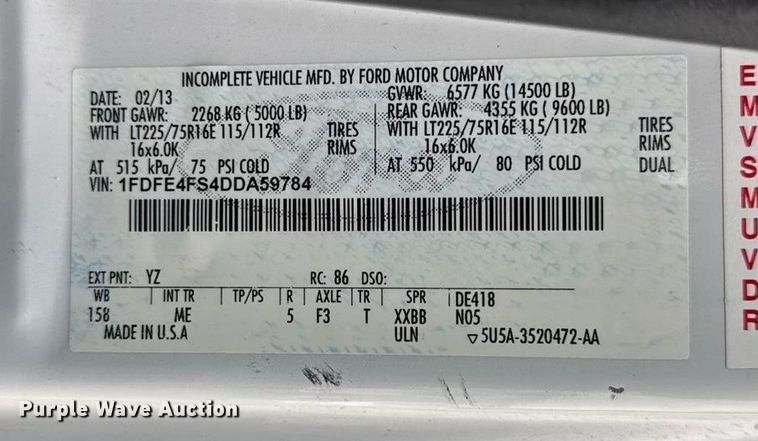 INCOMPLETE VEHICLE MFD. BY FORD MOTOR COMPANY
DATE: 02/13 GVWR: 6577 KG (14500 LB)
FRONT GAWR: 2268 KG ( 5000 LB) REAR GAWR: 4355 KG ( 9600 LB)
WITH LT225/75R16E 115/112R TIRES WITH LT225/75R16E 115/112R TIRES
16x6.0K RIMS 16x6.0K RIMS
AT 515 kPa/ 75 PSI COLD AT 550 kPa/ 80 PSI COLD DUAL
VIN: 1FDFE4FS4DDA59784
EXT PNT: YZ RC: 86 DSO:
WB INT TR TP/PS R AXLE TR SPR DE418
158 ME 5 F3 T XXBB N05
MADE IN U.S.A ULN ▽5U5A-3520472-AA
E
M
V
S
M
U
V
D
R
Purple Wave Auction